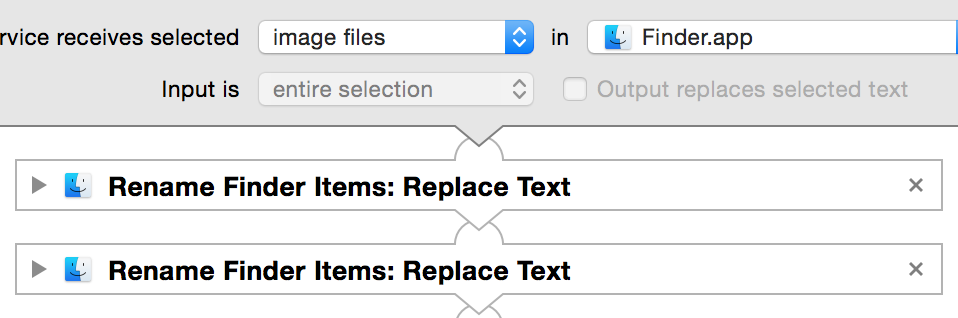 rvice receives selected image files in Finder.app
Input is entire selection Output replaces selected text
Rename Finder Items: Replace Text
Rename Finder Items: Replace Text